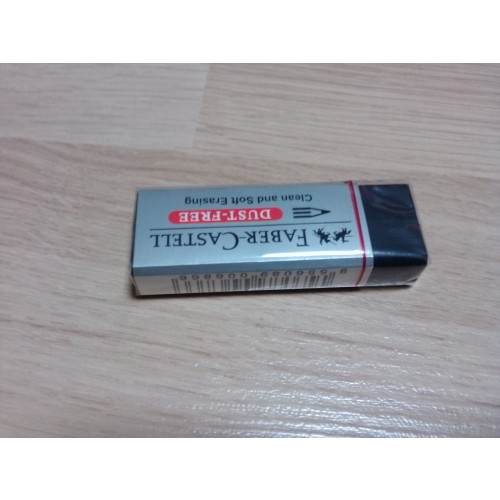 FABER-CASTELL
DUST-FREE
Clean and Soft Erasing